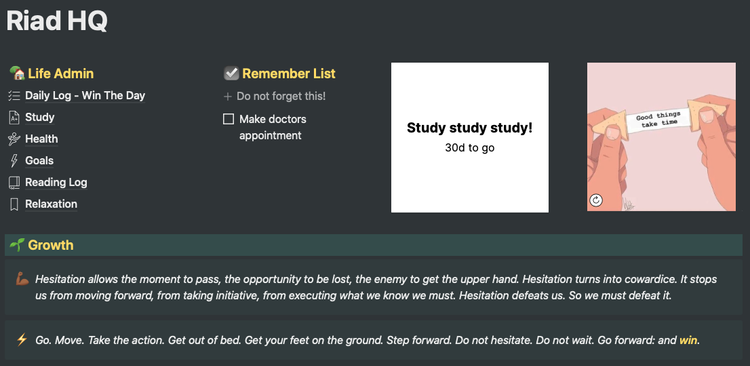 Riad HQ
Life Admin
Daily Log - Win The Day
Study
Health
Goals
Reading Log
Relaxation
Remember List
+ Do not forget this!
Make doctors
appointment
Study study study!
30d to go
Good things
take time
Growth
Hesitation allows the moment to pass, the opportunity to be lost, the enemy to get the upper hand. Hesitation turns into cowardice. It stops
us from moving forward, from taking initiative, from executing what we know we must. Hesitation defeats us. So we must defeat it.
Go. Move. Take the action. Get out of bed. Get your feet on the ground. Step forward. Do not hesitate. Do not wait. Go forward: and win.